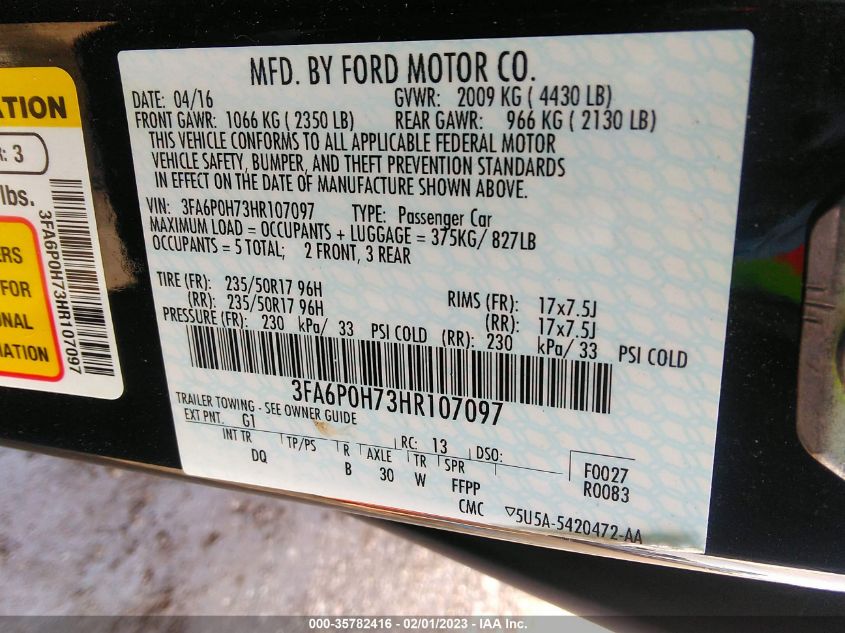 MFD. BY FORD MOTOR CO.
DATE: 04/16 GVWR: 2009 KG ( 4430 LB)
FRONT GAWR: 1066 KG ( 2350 LB) REAR GAWR: 966 KG ( 2130 LB)
THIS VEHICLE CONFORMS TO ALL APPLICABLE FEDERAL MOTOR
VEHICLE SAFETY, BUMPER, AND THEFT PREVENTION STANDARDS
IN EFFECT ON THE DATE OF MANUFACTURE SHOWN ABOVE.
VIN: 3FA6P0H73HR107097 TYPE: Passenger Car
MAXIMUM LOAD = OCCUPANTS + LUGGAGE = 375KG/ 827LB
OCCUPANTS = 5 TOTAL; 2 FRONT, 3 REAR
TIRE (FR): 235/50R17 96H RIMS (FR): 17x7.5J
(RR): 235/50R17 96H (RR): 17x7.5J
PRESSURE (FR): 230 kPa/ 33 PSI COLD (RR): 230 kPa/ 33 PSI COLD
3FA6P0H73HR107097
TRAILER TOWING - SEE OWNER GUIDE
EXT PNT: G1 RC: 13 DSO:
INT TR TP/PS R AXLE TR SPR F0027
DQ B 30 W FFPP R0083
CMC ▽5U5A-5420472-AA
ATION
R: 3
lbs.
ERS
FOR
ONAL
MATION
3FA6P0H73HR107097
000-35782416 - 02/01/2023 - IAA Inc.